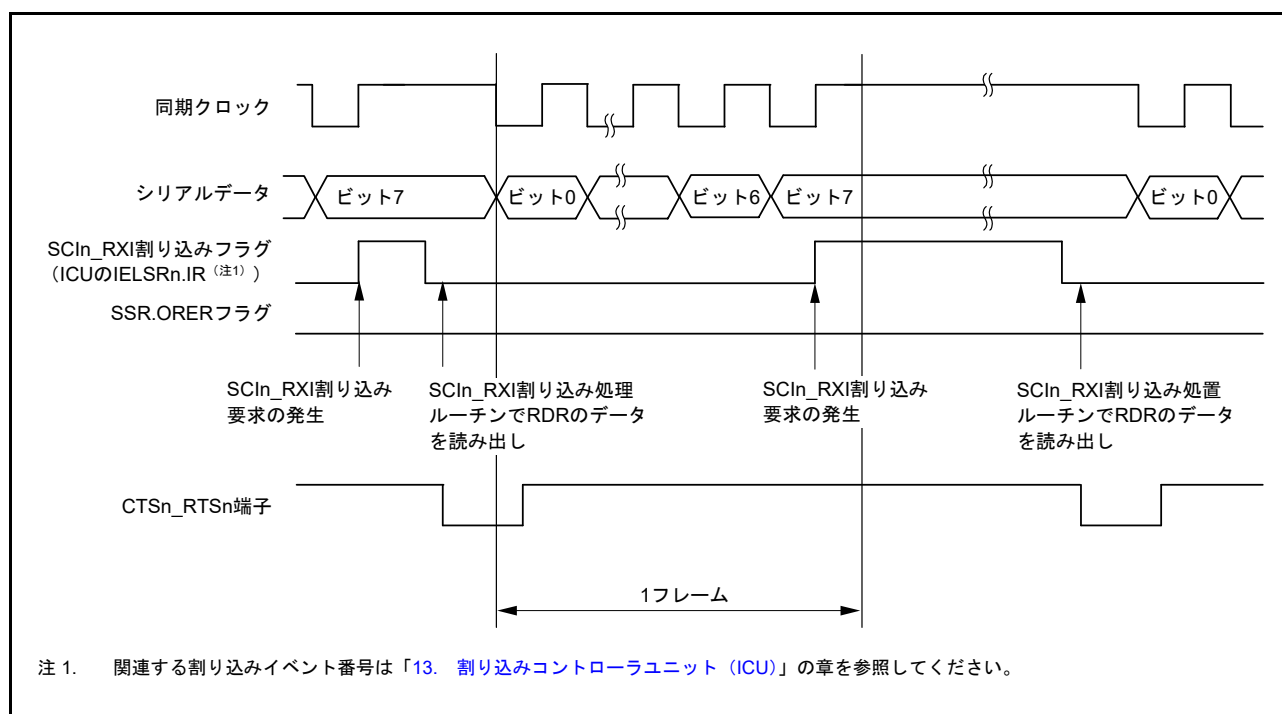 同期クロック
シリアルデータ
ビット7
ビット0
ビット6
ビット7
ビット0
SCIn_RXI割り込みフラグ
（ICUのIELSRn.IR（注1））
SSR.ORERフラグ
SCIn_RXI割り込み
要求の発生
SCIn_RXI割り込み処理
ルーチンでRDRのデータ
を読み出し
SCIn_RXI割り込み
要求の発生
SCIn_RXI割り込み処置
ルーチンでRDRのデータ
を読み出し
CTSn_RTSn端子
1フレーム
注 1. 関連する割り込みイベント番号は「13. 割り込みコントローラユニット（ICU）」の章を参照してください。